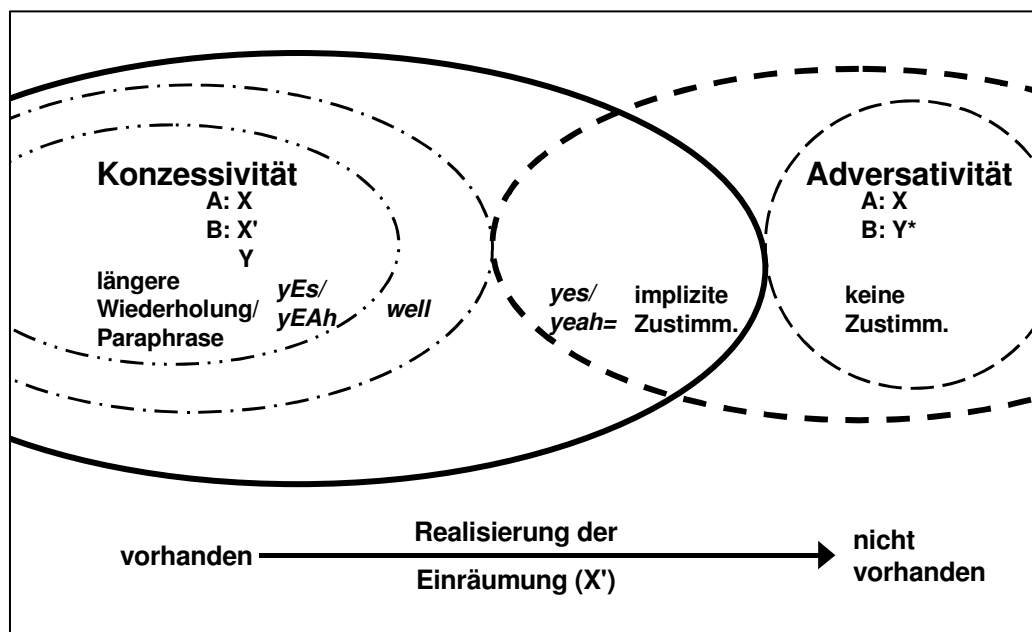 Konzessivität
A: X
B: X'
Y
längere
Wiederholung/
Paraphrase
yEs/
yEAh
well
yes/
yeah=
implizite
Zustimm.
Adversativität
A: X
B: Y*
keine
Zustimm.
vorhanden
Realisierung der
Einräumung (X')
nicht
vorhanden